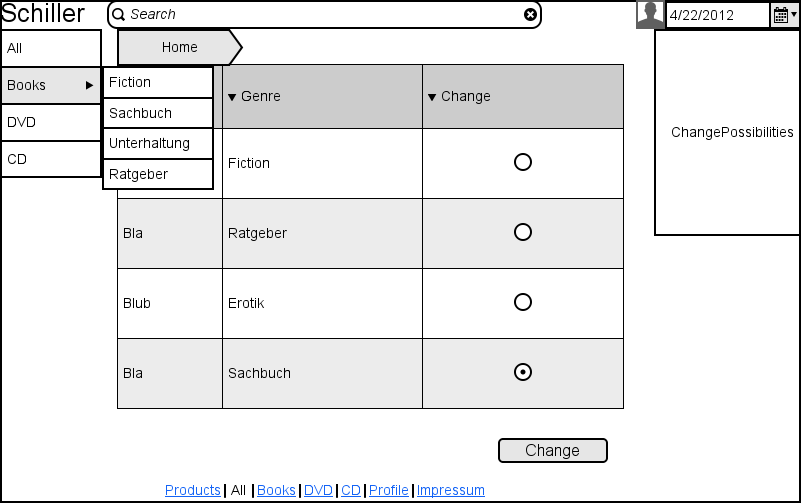 Schiller
Search
4/22/2012
All
Home
Books
Fiction
Genre
Change
Sachbuch
DVD
Unterhaltung
ChangePossibilities
CD
Ratgeber
Fiction
Bla
Ratgeber
Blub
Erotik
Bla
Sachbuch
Change
Products | All | Books | DVD | CD | Profile | Impressum